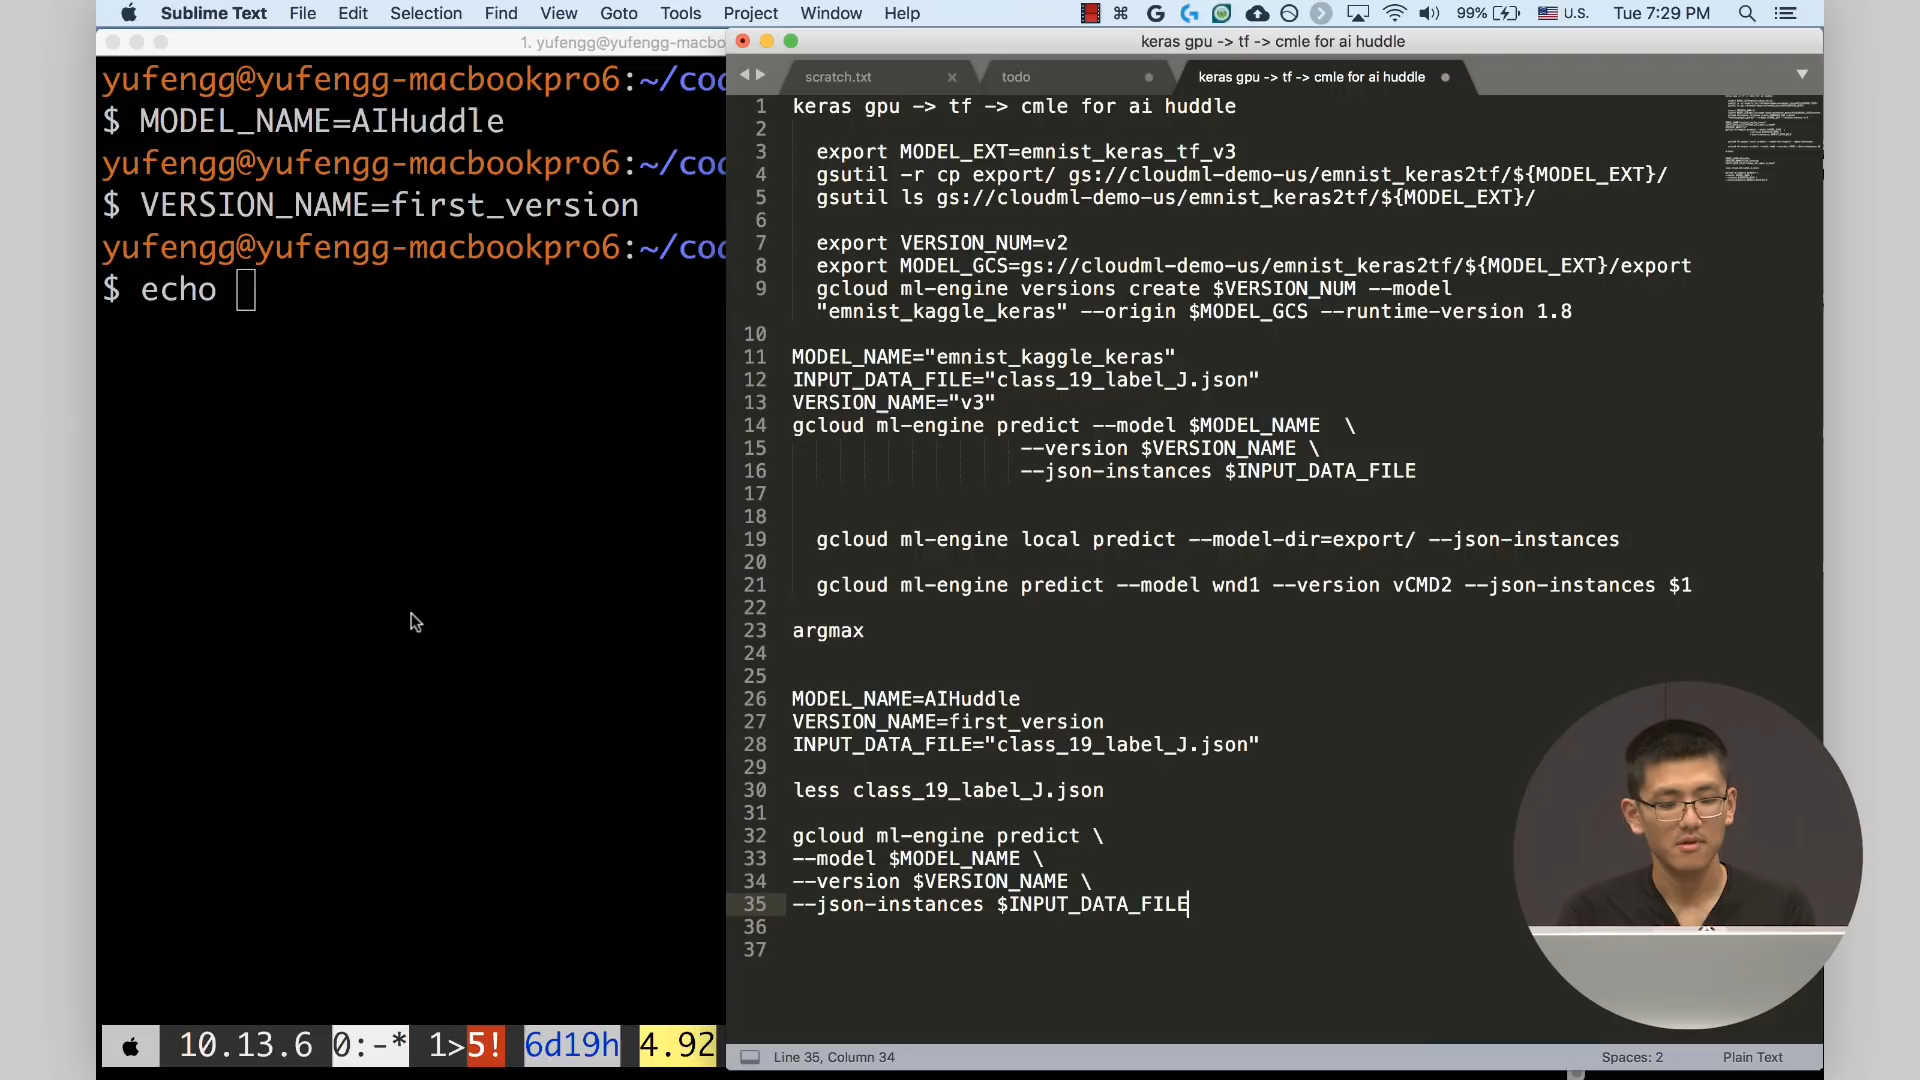 Sublime Text File Edit Selection Find View Goto Tools Project Window Help 99% U.S. Tue 7:29 PM
1. yufengg@yufengg-macbo
yufengg@yufengg-macbookpro6:~/cod
$ MODEL_NAME=AIHuddle
yufengg@yufengg-macbookpro6:~/cod
$ VERSION_NAME=first_version
yufengg@yufengg-macbookpro6:~/cod
$ echo
10.13.6 0:-* 1>5! 6d19h 4.92
keras gpu -> tf -> cmle for ai huddle
scratch.txt todo keras gpu -> tf -> cmle for ai huddle
1 keras gpu -> tf -> cmle for ai huddle
2
3 export MODEL_EXT=emnist_keras_tf_v3
4 gsutil -r cp export/ gs://cloudml-demo-us/emnist_keras2tf/${MODEL_EXT}/
5 gsutil ls gs://cloudml-demo-us/emnist_keras2tf/${MODEL_EXT}/
6
7 export VERSION_NUM=v2
8 export MODEL_GCS=gs://cloudml-demo-us/emnist_keras2tf/${MODEL_EXT}/export
9 gcloud ml-engine versions create $VERSION_NUM --model
"emnist_kaggle_keras" --origin $MODEL_GCS --runtime-version 1.8
10
11 MODEL_NAME="emnist_kaggle_keras"
12 INPUT_DATA_FILE="class_19_label_J.json"
13 VERSION_NAME="v3"
14 gcloud ml-engine predict --model $MODEL_NAME \
15 --version $VERSION_NAME \
16 --json-instances $INPUT_DATA_FILE
17
18
19 gcloud ml-engine local predict --model-dir=export/ --json-instances
20
21 gcloud ml-engine predict --model wnd1 --version vCMD2 --json-instances $1
22
23 argmax
24
25
26 MODEL_NAME=AIHuddle
27 VERSION_NAME=first_version
28 INPUT_DATA_FILE="class_19_label_J.json"
29
30 less class_19_label_J.json
31
32 gcloud ml-engine predict \
33 --model $MODEL_NAME \
34 --version $VERSION_NAME \
35 --json-instances $INPUT_DATA_FILE
36
37
Line 35, Column 34 Spaces: 2 Plain Text